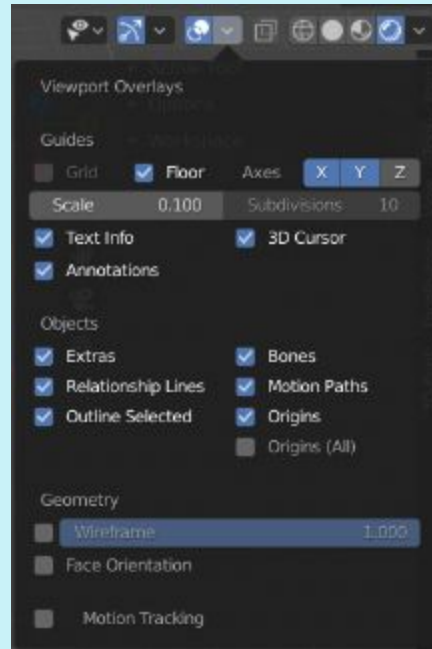 Viewport Overlays
Guides
Grid Floor Axes X Y Z
Scale 0.100 Subdivisions 10
Text Info 3D Cursor
Annotations
Objects
Extras Bones
Relationship Lines Motion Paths
Outline Selected Origins
Origins (All)
Geometry
Wireframe 1.000
Face Orientation
Motion Tracking